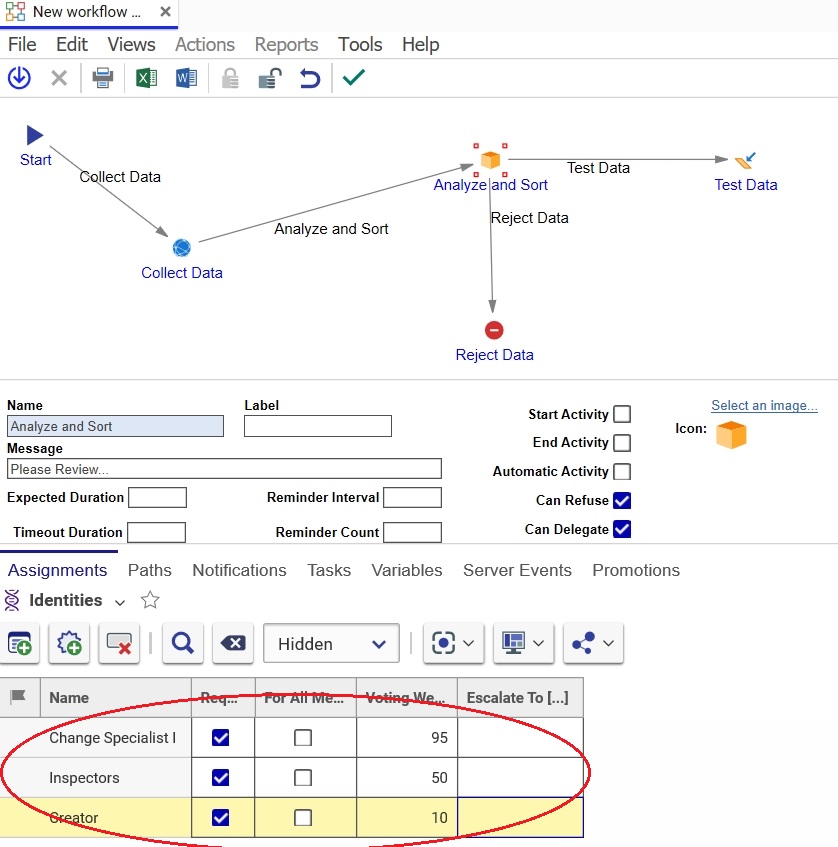 New workflow ...
File Edit Views Actions Reports Tools Help
Start
Collect Data
Analyze and Sort
Test Data
Test Data
Reject Data
Analyze and Sort
Collect Data
Reject Data
Name
Label
Start Activity
Select an image...
Analyze and Sort
Icon:
Message
End Activity
Please Review...
Automatic Activity
Expected Duration
Reminder Interval
Can Refuse
Timeout Duration
Reminder Count
Can Delegate
Assignments Paths Notifications Tasks Variables Server Events Promotions
Identities
Hidden
Name Req... For All Me... Voting We... Escalate To [...]
Change Specialist I 95
Inspectors 50
Creator 10